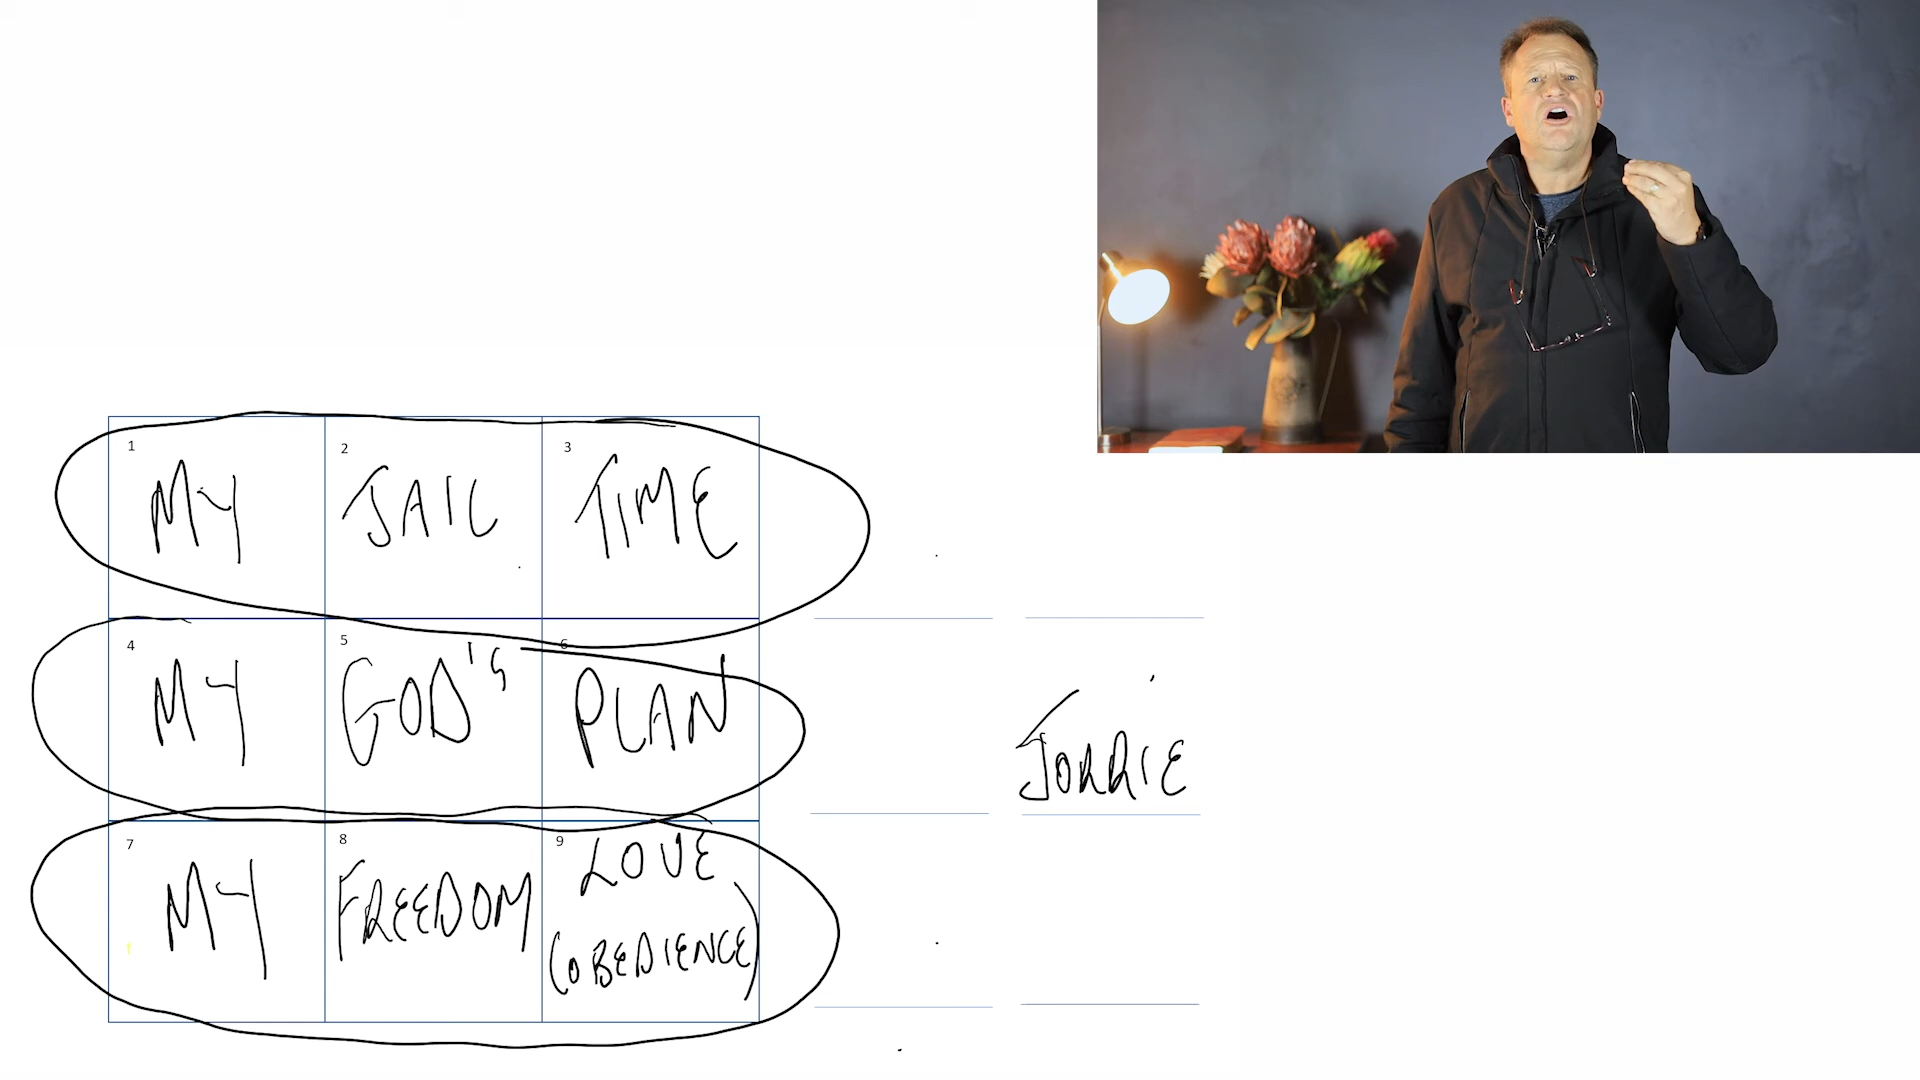 1 2 3
MY JAIL TIME
4 5 6
MY GOD'S PLAN
JORRIE
7 8 9
MY FREEDOM LOVE
(OBEDIENCE)